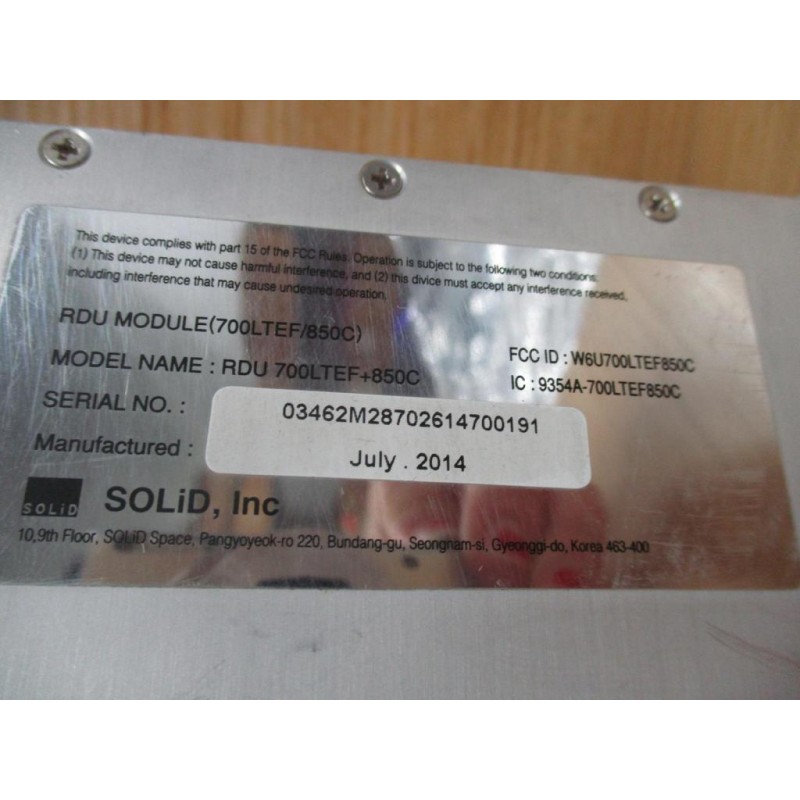 This device complies with part 15 of the FCC Rules. Operation is subject to the following two conditions:
(1) This device may not cause harmful interference, and (2) this divice must accept any interference received,
including interference that may cause undesired operation.
RDU MODULE(700LTEF/850C)
MODEL NAME : RDU 700LTEF+850C
FCC ID : W6U700LTEF850C
IC : 9354A-700LTEF850C
SERIAL NO. :
03462M28702614700191
Manufactured :
July . 2014
SOLiD
SOLiD, Inc
10,9th Floor, SOLiD Space, Pangyoyeok-ro 220, Bundang-gu, Seongnam-si, Gyeonggi-do, Korea 463-400